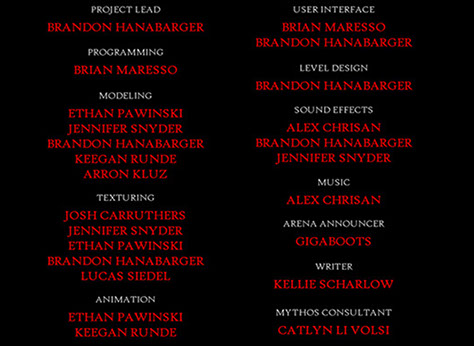 PROJECT LEAD
BRANDON HANABARGER
PROGRAMMING
BRIAN MARESSO
MODELING
ETHAN PAWINSKI
JENNIFER SNYDER
BRANDON HANABARGER
KEEGAN RUNDE
ARRON KLUZ
TEXTURING
JOSH CARRUTHERS
JENNIFER SNYDER
ETHAN PAWINSKI
BRANDON HANABARGER
LUCAS SIEDEL
ANIMATION
ETHAN PAWINSKI
KEEGAN RUNDE
USER INTERFACE
BRIAN MARESSO
BRANDON HANABARGER
LEVEL DESIGN
BRANDON HANABARGER
SOUND EFFECTS
ALEX CHRISAN
BRANDON HANABARGER
JENNIFER SNYDER
MUSIC
ALEX CHRISAN
ARENA ANNOUNCER
GIGABOOTS
WRITER
KELLIE SCHARLOW
MYTHOS CONSULTANT
CATLYN LI VOLSI